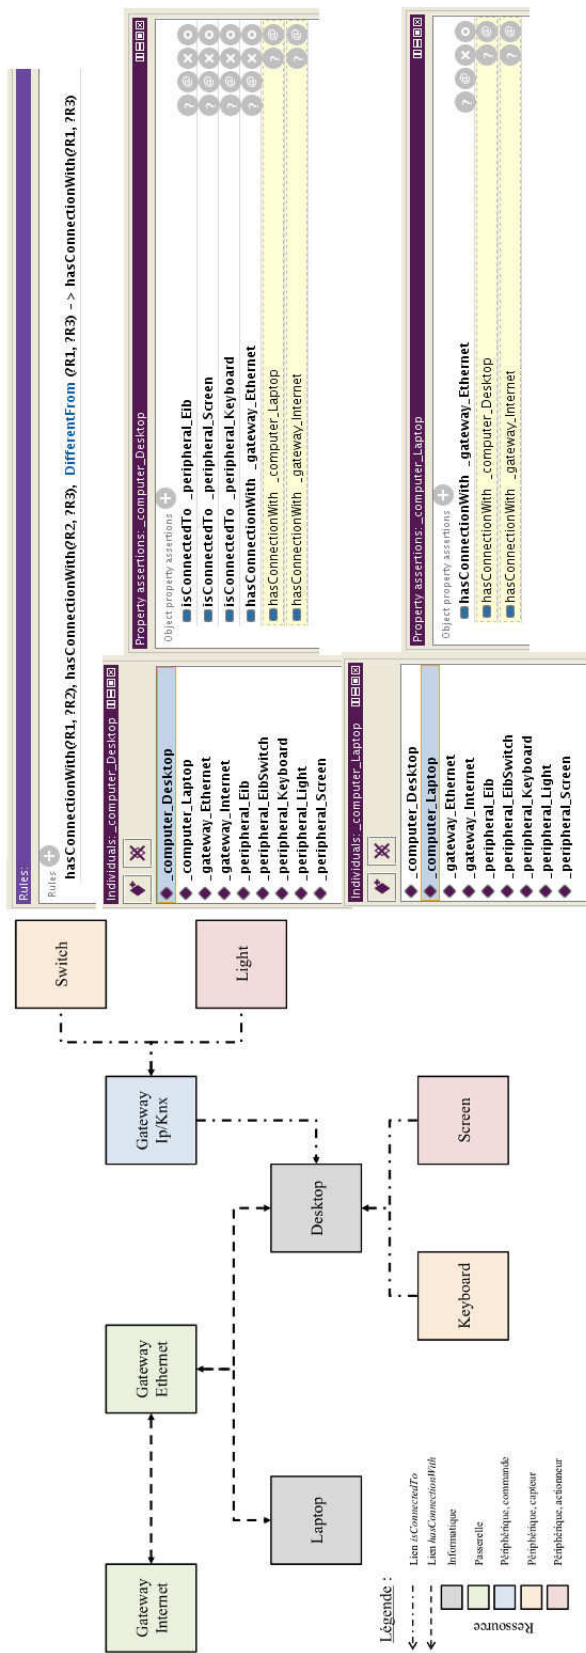 Gateway
Internet
Gateway
Ethernet
Gateway
Ip/Knx
Switch
Light
Laptop
Desktop
Keyboard
Screen
Légende :
Lien isConnectedTo
Lien hasConnectionWith
Ressource
Informatique
Passerelle
Périphérique, commande
Périphérique, capteur
Périphérique, actionneur
Rules:
Rules
hasConnectionWith(?R1, ?R2), hasConnectionWith(?R2, ?R3), DifferentFrom (?R1, ?R3) -> hasConnectionWith(?R1, ?R3)
Individuals: _computer_Desktop
_computer_Desktop
_computer_Laptop
_gateway_Ethernet
_gateway_Internet
_peripheral_Eib
_peripheral_EibSwitch
_peripheral_Keyboard
_peripheral_Light
_peripheral_Screen
Property assertions: _computer_Desktop
Object property assertions
isConnectedTo _peripheral_Eib
isConnectedTo _peripheral_Screen
isConnectedTo _peripheral_Keyboard
hasConnectionWith _gateway_Ethernet
hasConnectionWith _computer_Laptop
hasConnectionWith _gateway_Internet
Individuals: _computer_Laptop
_computer_Desktop
_computer_Laptop
_gateway_Ethernet
_gateway_Internet
_peripheral_Eib
_peripheral_EibSwitch
_peripheral_Keyboard
_peripheral_Light
_peripheral_Screen
Property assertions: _computer_Laptop
Object property assertions
hasConnectionWith _gateway_Ethernet
hasConnectionWith _computer_Desktop
hasConnectionWith _gateway_Internet